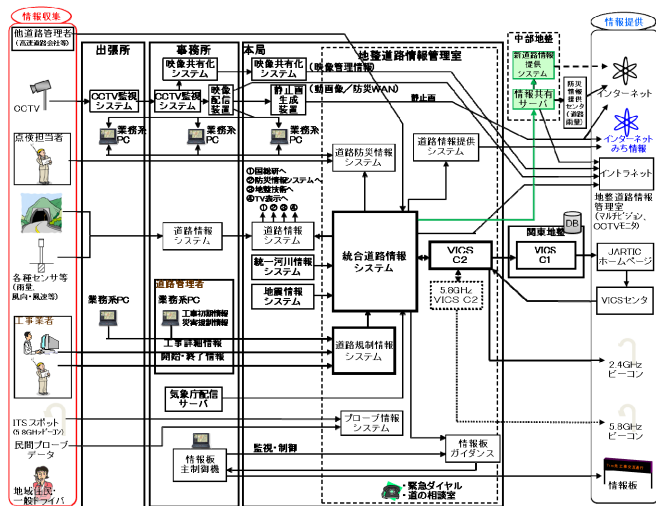 情報収集
他道路管理者
(高速道路会社等)
CCTV
点検担当者
各種センサ等
(雨量、
風向・風速等)
工事業者
ITSスポット
(5.8GHzビーコン)
民間プローブ
データ
地域住民・
一般ドライバ
出張所
CCTV監視
システム
業務系
PC
業務系PC
事務所
映像共有化
システム
CCTV監視
システム
映像
配信
装置
業務系
PC
道路情報
システム
道路管理者
業務系PC
工事初期情報
災害規制情報
工事詳細情報
開始・終了情報
情報板
主制御機
監視・制御
本局
映像共有化
システム
(映像管理情報)
静止画
生成装置
(動画像／防災WAN)
静止画
業務系
PC
①国総研へ
②防災情報システムへ
③地整技術へ
④TV表示へ
① ② ③ ④
道路情報
システム
統一河川情報
システム
地震情報
システム
気象庁配信
サーバ
地整道路情報管理室
道路防災情報
システム
道路情報提供
システム
統合道路情報
システム
VICS
C2
5.8GHz
VICS C2
道路規制情報
システム
プローブ情報
システム
情報板
ガイダンス
・緊急ダイヤル
・道の相談室
中部地整
新道路情報
提供
システム
情報共有
サーバ
防災
情報
提供
センタ
(道路
雨量)
関東地整
DB
VICS
C1
情報提供
インターネット
インターネット
みち情報
イントラネット
地整道路情報
管理室
(マルチビジョン、
CCTVモニタ)
JARTIC
ホームページ
VICSセンタ
2.4GHz
ビーコン
5.8GHz
ビーコン
情報板